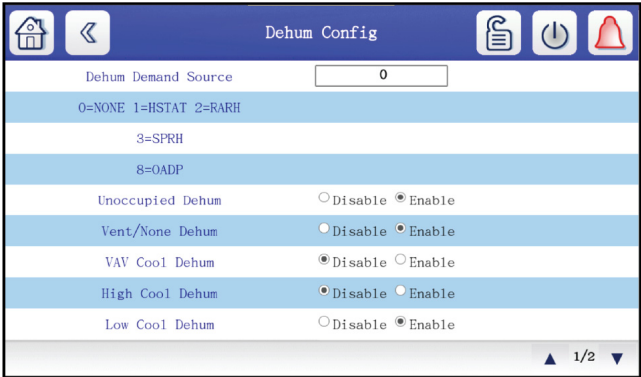 Dehum Config
Dehum Demand Source 0
0=NONE 1=HSTAT 2=RARH
3=SPRH
8=OADP
Unoccupied Dehum Disable Enable
Vent/None Dehum Disable Enable
VAV Cool Dehum Disable Enable
High Cool Dehum Disable Enable
Low Cool Dehum Disable Enable
1/2